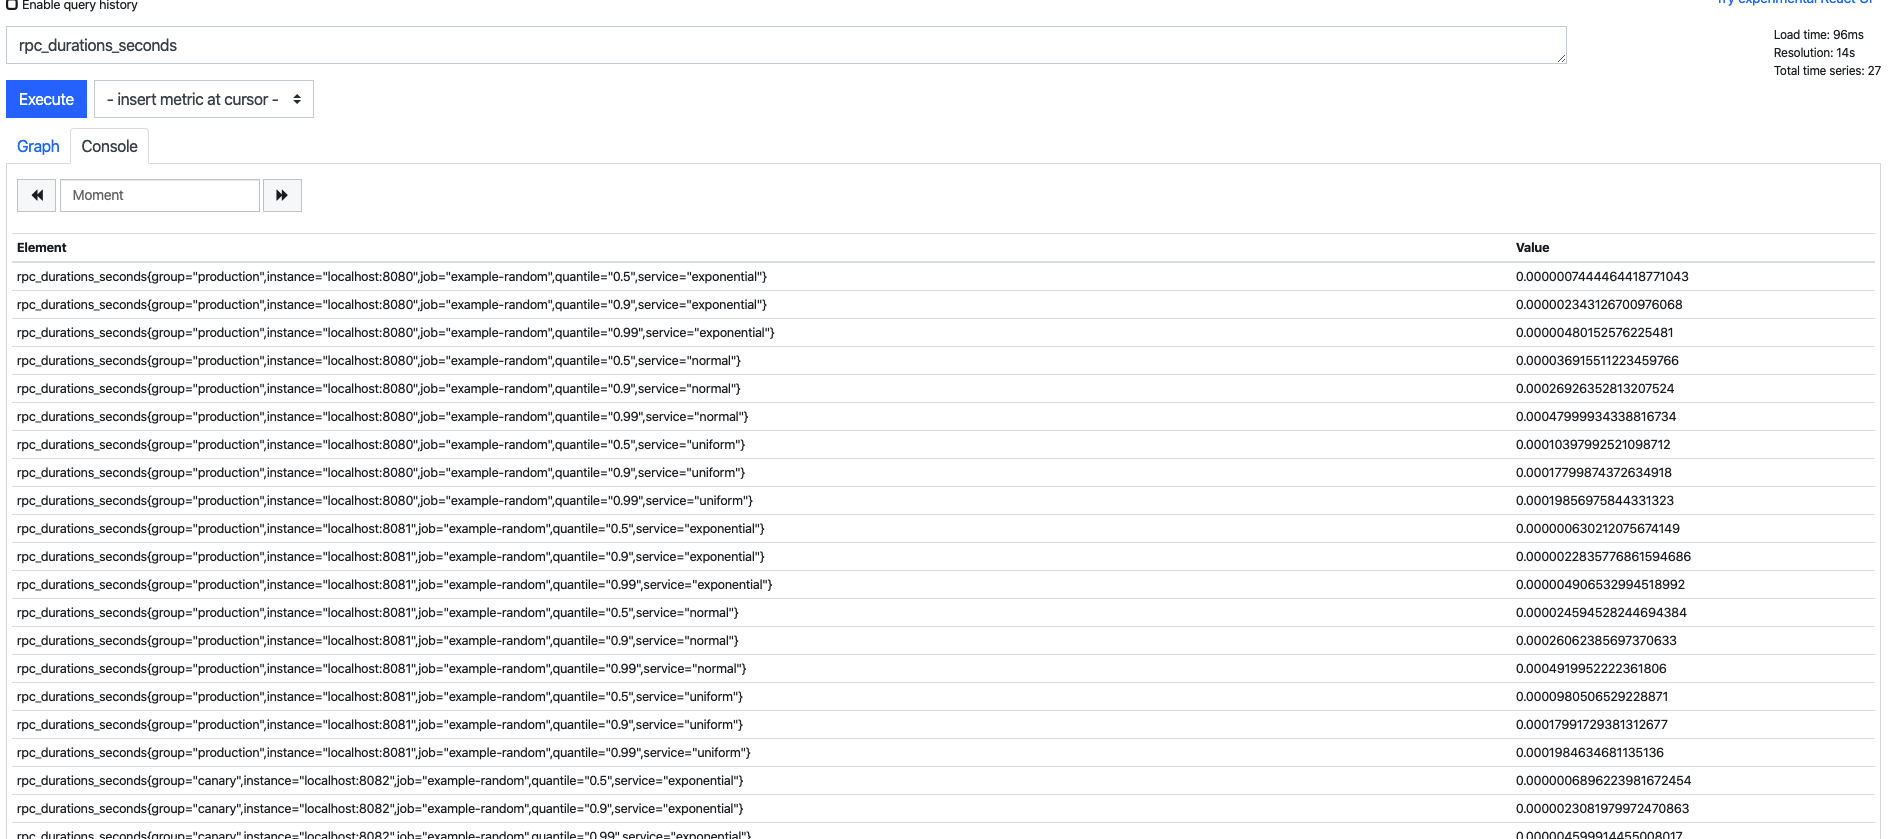 Enable query history
Try experimental React UI
rpc_durations_seconds
Load time: 96ms
Resolution: 14s
Total time series: 27
Execute
- insert metric at cursor -
Graph
Console
Moment
Element Value
rpc_durations_seconds{group="production",instance="localhost:8080",job="example-random",quantile="0.5",service="exponential"} 0.0000007444464418771043
rpc_durations_seconds{group="production",instance="localhost:8080",job="example-random",quantile="0.9",service="exponential"} 0.000002343126700976068
rpc_durations_seconds{group="production",instance="localhost:8080",job="example-random",quantile="0.99",service="exponential"} 0.00000480152576225481
rpc_durations_seconds{group="production",instance="localhost:8080",job="example-random",quantile="0.5",service="normal"} 0.000036915511223459766
rpc_durations_seconds{group="production",instance="localhost:8080",job="example-random",quantile="0.9",service="normal"} 0.00026926352813207524
rpc_durations_seconds{group="production",instance="localhost:8080",job="example-random",quantile="0.99",service="normal"} 0.00047999934338816734
rpc_durations_seconds{group="production",instance="localhost:8080",job="example-random",quantile="0.5",service="uniform"} 0.00010397992521098712
rpc_durations_seconds{group="production",instance="localhost:8080",job="example-random",quantile="0.9",service="uniform"} 0.00017799874372634918
rpc_durations_seconds{group="production",instance="localhost:8080",job="example-random",quantile="0.99",service="uniform"} 0.00019856975844331323
rpc_durations_seconds{group="production",instance="localhost:8081",job="example-random",quantile="0.5",service="exponential"} 0.000000630212075674149
rpc_durations_seconds{group="production",instance="localhost:8081",job="example-random",quantile="0.9",service="exponential"} 0.0000022835776861594686
rpc_durations_seconds{group="production",instance="localhost:8081",job="example-random",quantile="0.99",service="exponential"} 0.000004906532994518992
rpc_durations_seconds{group="production",instance="localhost:8081",job="example-random",quantile="0.5",service="normal"} 0.000024594528244694384
rpc_durations_seconds{group="production",instance="localhost:8081",job="example-random",quantile="0.9",service="normal"} 0.00026062385697370633
rpc_durations_seconds{group="production",instance="localhost:8081",job="example-random",quantile="0.99",service="normal"} 0.0004919952222361806
rpc_durations_seconds{group="production",instance="localhost:8081",job="example-random",quantile="0.5",service="uniform"} 0.0000980506529228871
rpc_durations_seconds{group="production",instance="localhost:8081",job="example-random",quantile="0.9",service="uniform"} 0.00017991729381312677
rpc_durations_seconds{group="production",instance="localhost:8081",job="example-random",quantile="0.99",service="uniform"} 0.0001984634681135136
rpc_durations_seconds{group="canary",instance="localhost:8082",job="example-random",quantile="0.5",service="exponential"} 0.0000006896223981672454
rpc_durations_seconds{group="canary",instance="localhost:8082",job="example-random",quantile="0.9",service="exponential"} 0.0000023081979972470863
rpc_durations_seconds{group="canary",instance="localhost:8082",job="example-random",quantile="0.99",service="exponential"} 0.000004599914455008017